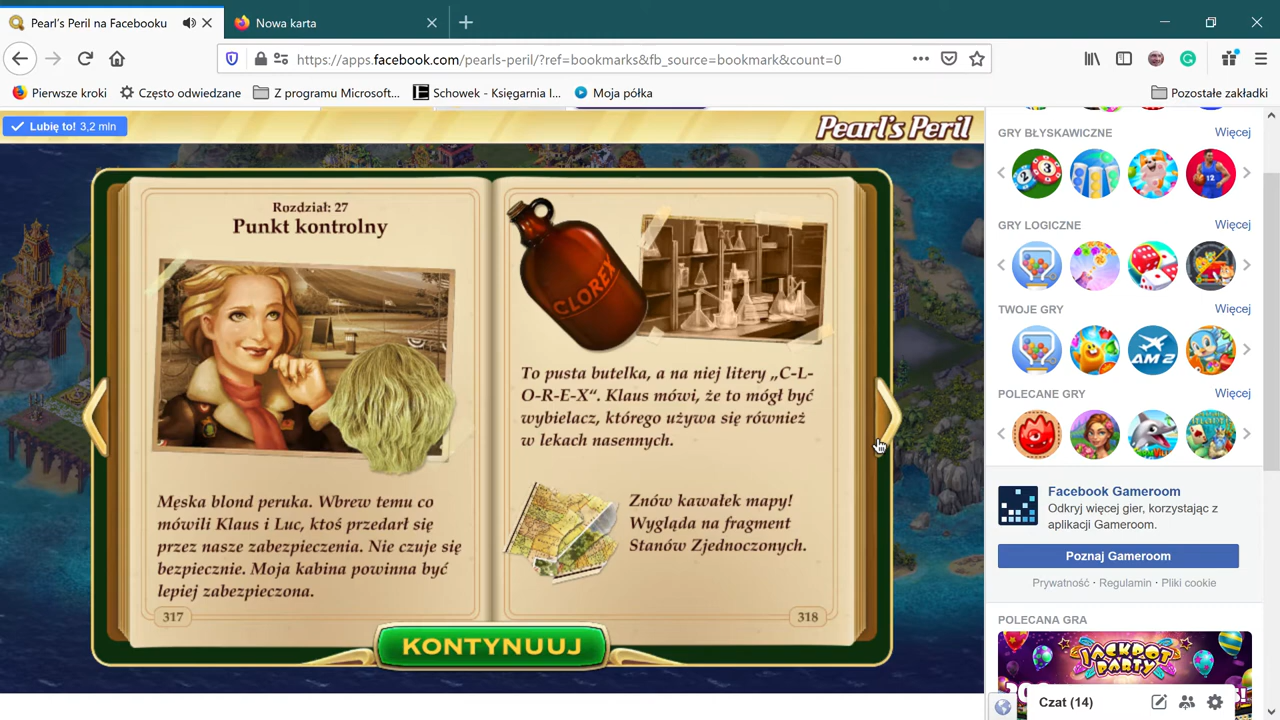 Pearl's Peril na Facebooku
Nowa karta
https://apps.facebook.com/pearls-peril/?ref=bookmarks&fb_source=bookmark&count=0
Pierwsze kroki
Często odwiedzane
Z programu Microsoft...
Schowek - Księgarnia I...
Moja półka
Pozostałe zakładki
Lubię to! 3,2 mln
Pearl's Peril
Rozdział: 27
Punkt kontrolny
Męska blond peruka. Wbrew temu co
mówili Klaus i Luc, ktoś przedarł się
przez nasze zabezpieczenia. Nie czuje się
bezpiecznie. Moja kabina powinna być
lepiej zabezpieczona.
317
CLOREX
To pusta butelka, a na niej litery „C-L-
O-R-E-X“. Klaus mówi, że to mógł być
wybielacz, którego używa się również
w lekach nasennych.
Znów kawałek mapy!
Wygląda na fragment
Stanów Zjednoczonych.
318
KONTYNUUJ
GRY BŁYSKAWICZNE
Więcej
2
3
12
GRY LOGICZNE
Więcej
TWOJE GRY
Więcej
AM 2
POLECANE GRY
Więcej
Facebook Gameroom
Odkryj więcej gier, korzystając z
aplikacji Gameroom.
Poznaj Gameroom
Prywatność · Regulamin · Pliki cookie
POLECANA GRA
JACKPOT
PARTY
Czat (14)